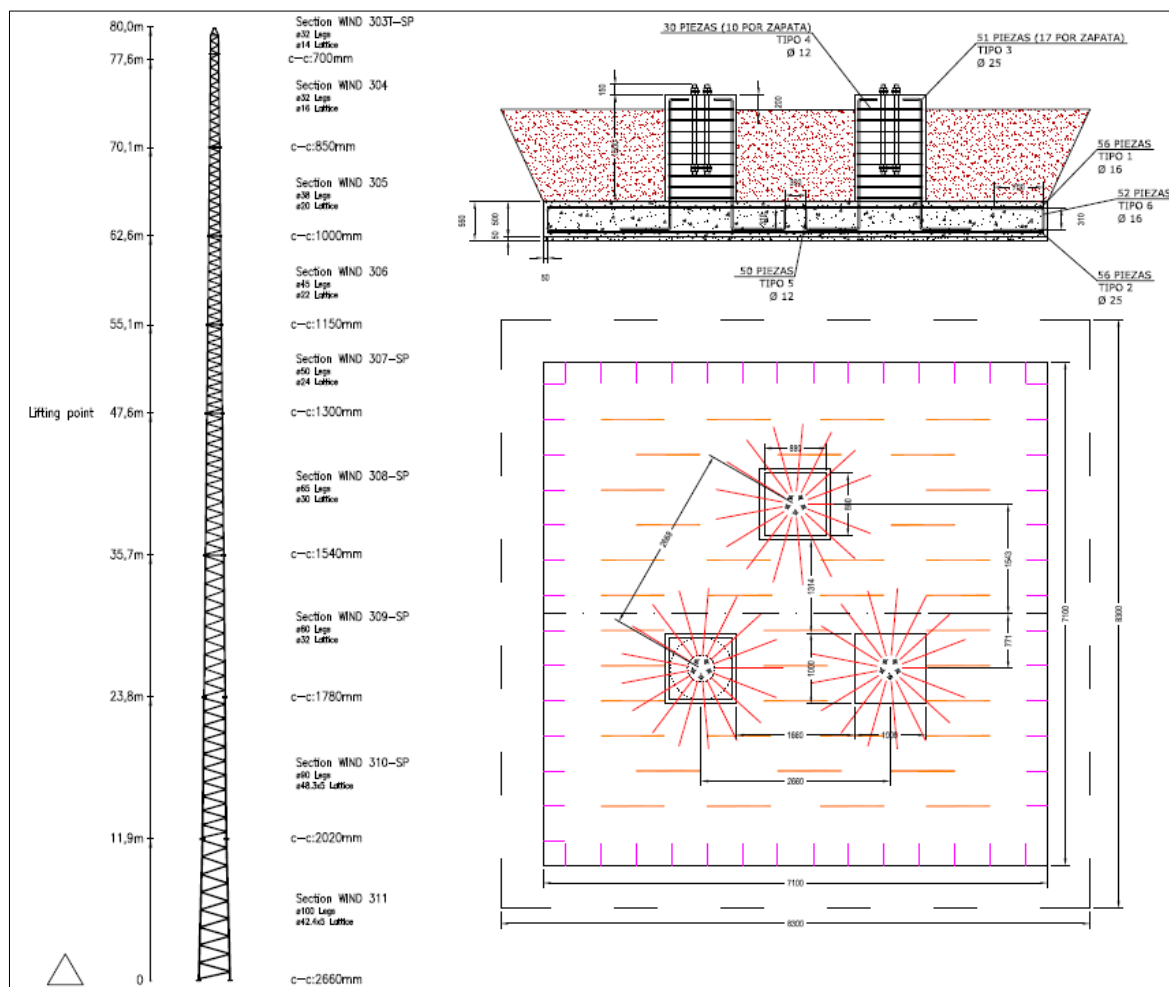 80,0m
Section WIND 303T-SP
ø32 Legs
ø14 Lattice
77,6m
c-c:700mm
Section WIND 304
ø32 Legs
ø16 Lattice
70,1m
c-c:850mm
Section WIND 305
ø38 Legs
ø20 Lattice
62,6m
c-c:1000mm
Section WIND 306
ø45 Legs
ø22 Lattice
55,1m
c-c:1150mm
Section WIND 307-SP
ø50 Legs
ø24 Lattice
Lifting point
47,6m
c-c:1300mm
Section WIND 308-SP
ø65 Legs
ø30 Lattice
35,7m
c-c:1540mm
Section WIND 309-SP
ø80 Legs
ø32 Lattice
23,8m
c-c:1780mm
Section WIND 310-SP
ø90 Legs
ø48.3x5 Lattice
11,9m
c-c:2020mm
Section WIND 311
ø100 Legs
ø42.4x5 Lattice
0
c-c:2660mm
30 PIEZAS (10 POR ZAPATA)
TIPO 4
Ø 12
51 PIEZAS (17 POR ZAPATA)
TIPO 3
Ø 25
150
200
56 PIEZAS
TIPO 1
Ø 16
52 PIEZAS
TIPO 6
Ø 16
550
500
50
310
50 PIEZAS
TIPO 5
Ø 12
56 PIEZAS
TIPO 2
Ø 25
1314
1000
1543
771
7100
8300
1660
2660
7100
8300